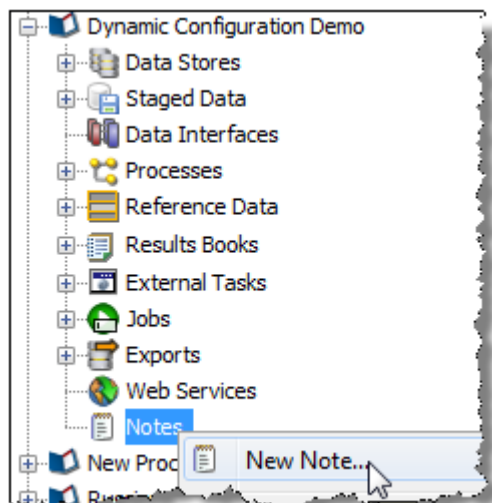 Dynamic Configuration Demo
Data Stores
Staged Data
Data Interfaces
Processes
Reference Data
Results Books
External Tasks
Jobs
Exports
Web Services
Notes
New Note...
New Proc